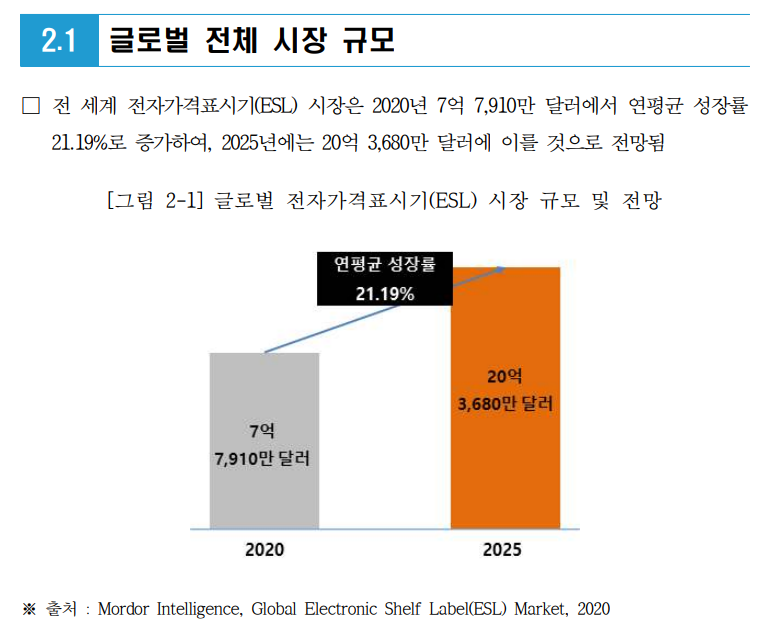 2.1 글로벌 전체 시장 규모
□ 전 세계 전자가격표시기(ESL) 시장은 2020년 7억 7,910만 달러에서 연평균 성장률
21.19%로 증가하여, 2025년에는 20억 3,680만 달러에 이를 것으로 전망됨
[그림 2-1] 글로벌 전자가격표시기(ESL) 시장 규모 및 전망
연평균 성장률
21.19%
20억
3,680만 달러
7억
7,910만 달러
2020 2025
※ 출처 : Mordor Intelligence, Global Electronic Shelf Label(ESL) Market, 2020